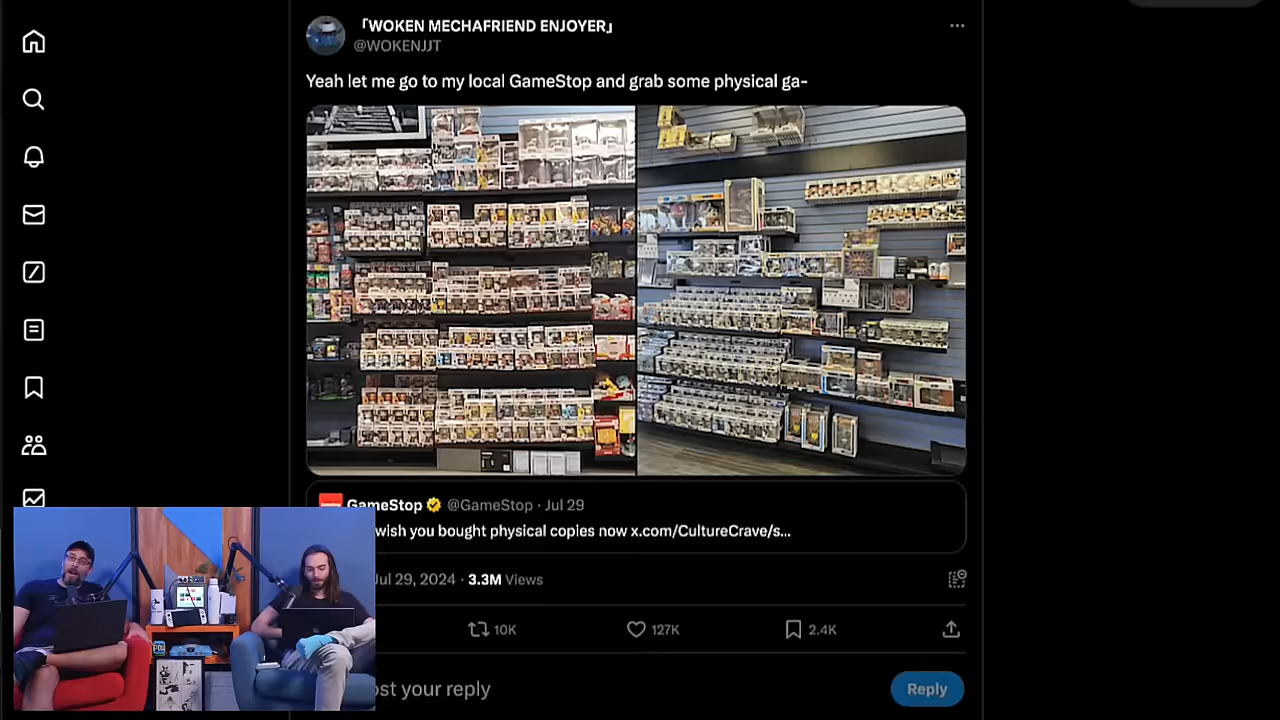 「WOKEN MECHAFRIEND ENJOYER」
@WOKENJJT
Yeah let me go to my local GameStop and grab some physical ga-
GameStop @GameStop · Jul 29
wish you bought physical copies now x.com/CultureCrave/s...
Jul 29, 2024 · 3.3M Views
10K 127K 2.4K
ost your reply
Reply